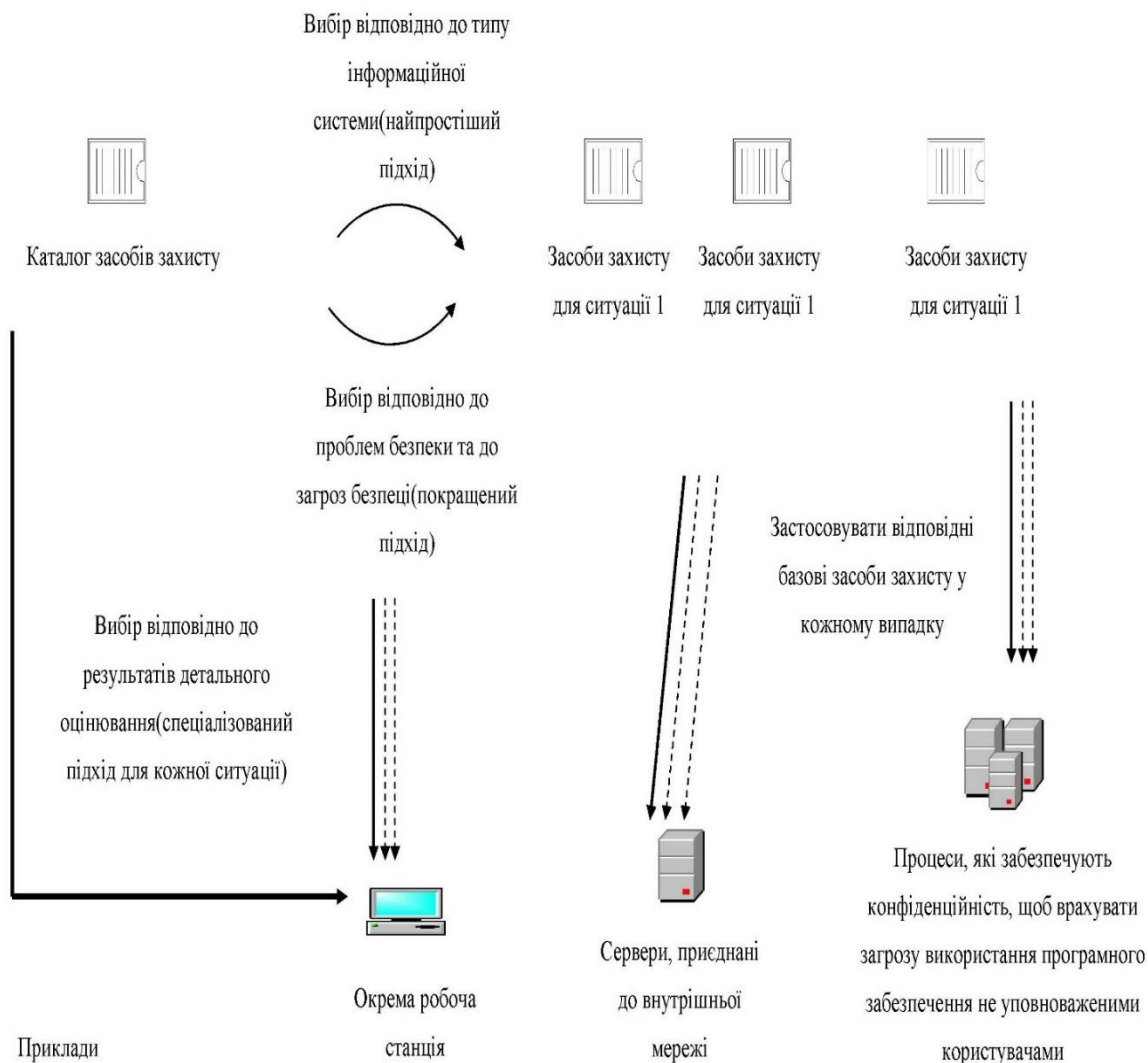 Вибір відповідно до типу
інформаційної
системи(найпростіший
підхід)
Каталог засобів захисту
Засоби захисту
для ситуації 1
Засоби захисту
для ситуації 1
Засоби захисту
для ситуації 1
Вибір відповідно до
проблем безпеки та до
загроз безпеці(покращений
підхід)
Застосовувати відповідні
базові засоби захисту у
кожному випадку
Вибір відповідно до
результатів детального
оцінювання(спеціалізований
підхід для кожної ситуації)
Процеси, які забезпечують
конфіденційність, щоб врахувати
загрозу використання програмного
забезпечення не уповноваженими
користувачами
Сервери, приєднані
до внутрішньої
мережі
Окрема робоча
станція
Приклади